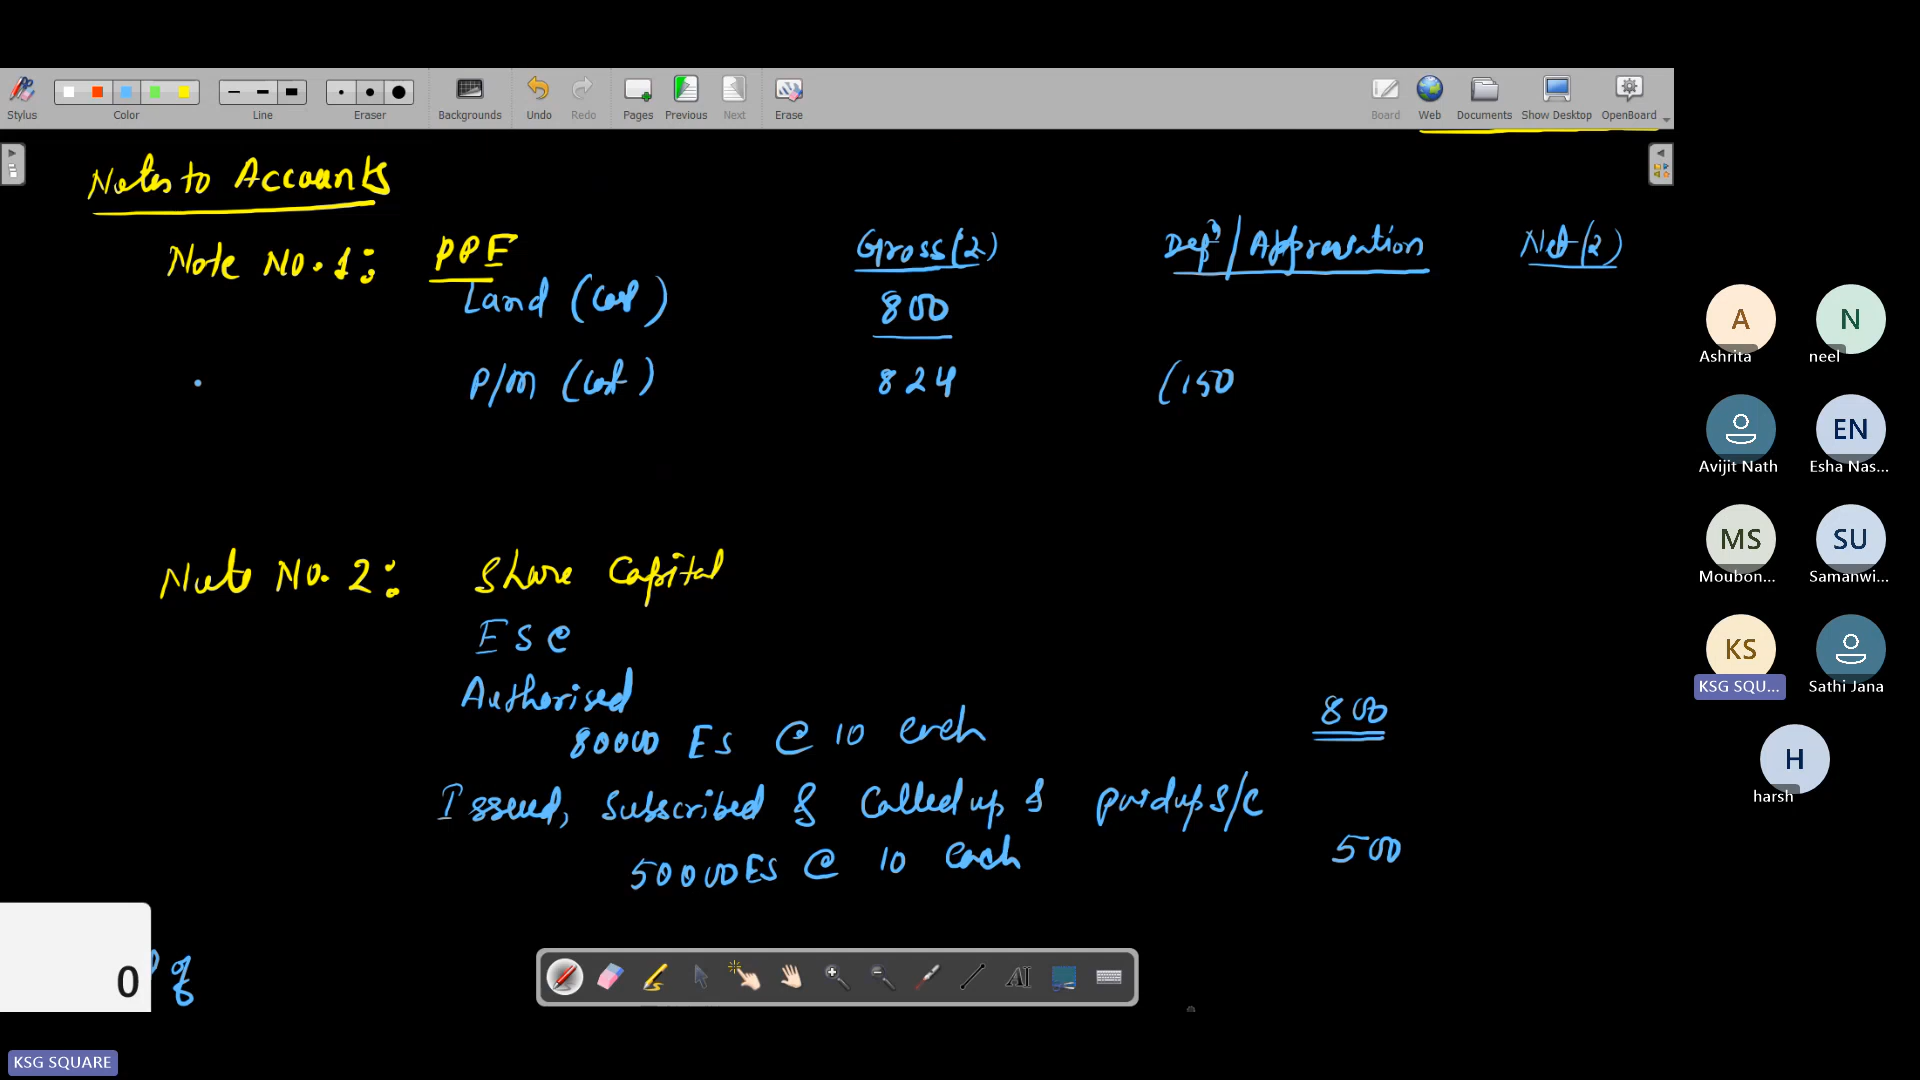 Stylus Color Line Eraser Backgrounds Undo Redo Pages Previous Next Erase Board Web Documents Show Desktop OpenBoard
Notes to Accounts
Note No. 1: PPE Gross(₹) Depⁿ/Appreciation Net(₹)
Land (Cost) 800
P/M (Cost) 824 (150
Note No. 2: Share Capital
ESC
Authorised
80000 ES @ 10 each 800
Issued, Subscribed & Called up & paidup S/C
50000 ES @ 10 each 500
0
A
Ashrita
N
neel
Avijit Nath
EN
Esha Nas...
MS
Moubon...
SU
Samanwi...
KS
KSG SQU...
Sathi Jana
H
harsh
KSG SQUARE